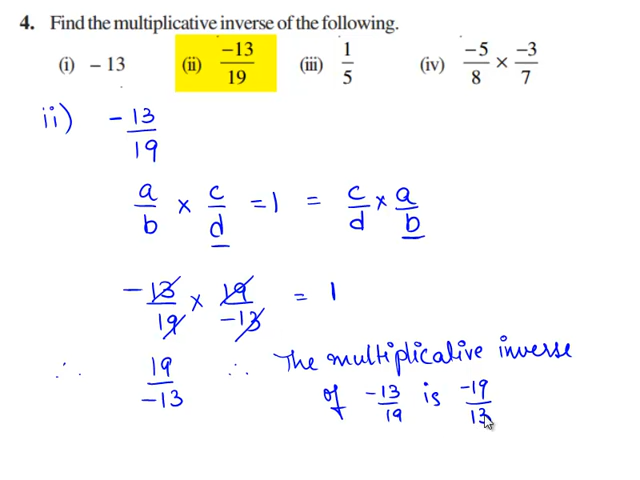 4. Find the multiplicative inverse of the following.
(i) – 13 (ii) −13/19 (iii) 1/5 (iv) −5/8 × −3/7
ii) −13/19
a/b × c/d = 1 = c/d × a/b
−13/19 × 19/−13 = 1
∴ 19/−13 ∴ The multiplicative inverse
of −13/19 is −19/13